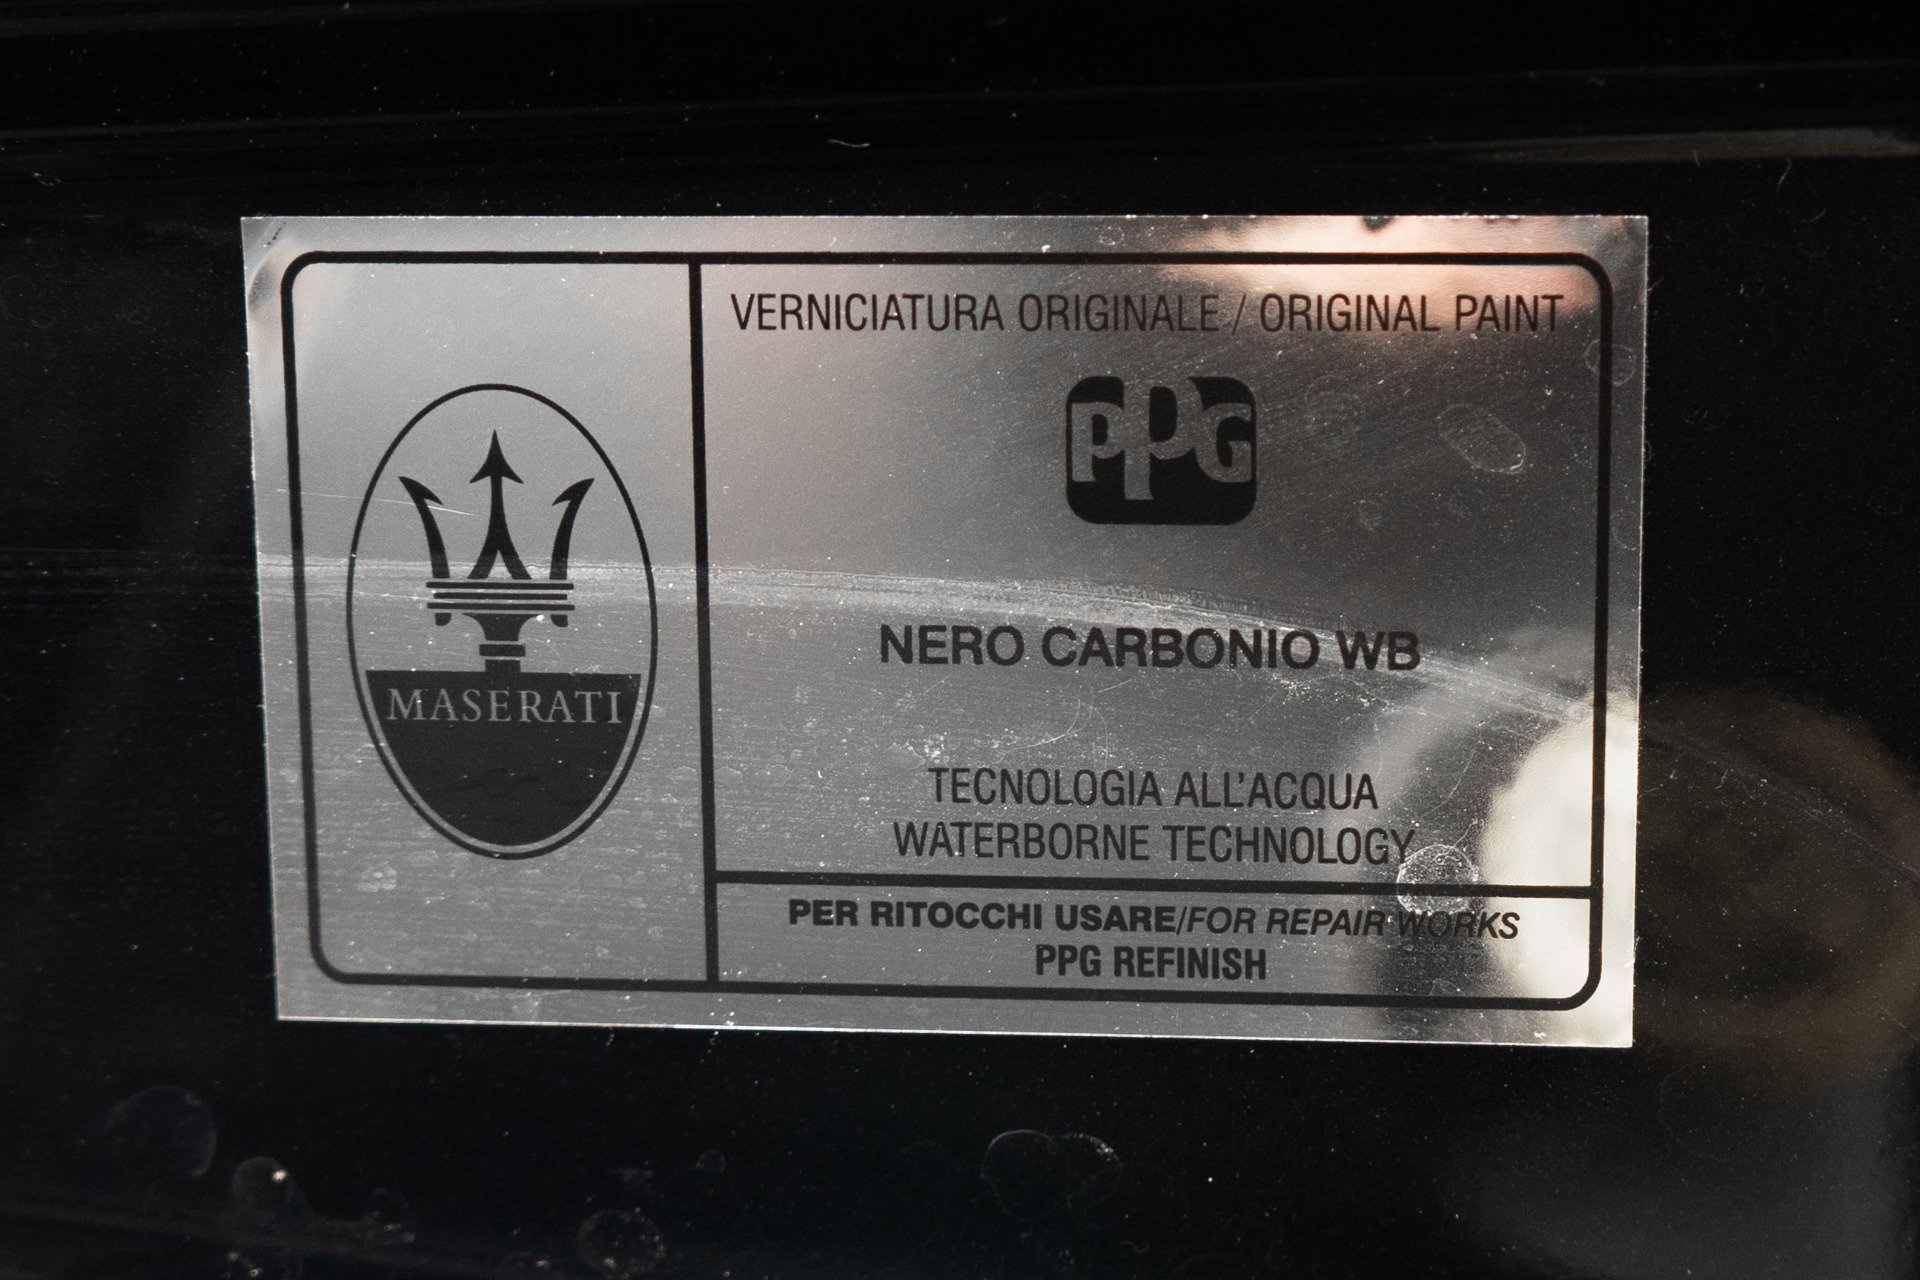 MASERATI
VERNICIATURA ORIGINALE / ORIGINAL PAINT
PPG
NERO CARBONIO WB
TECNOLOGIA ALL'ACQUA
WATERBORNE TECHNOLOGY
PER RITOCCHI USARE/FOR REPAIR WORKS
PPG REFINISH